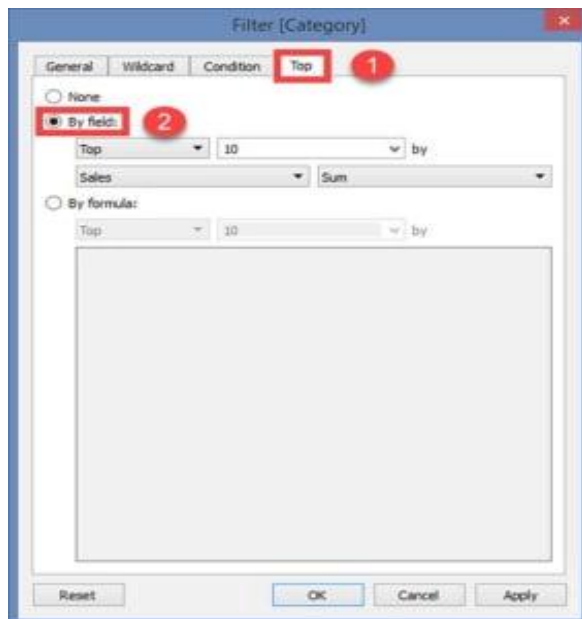 Filter [Category]
General Wildcard Condition Top 1
None
By field: 2
Top 10 by
Sales Sum
By formula:
Top 10 by
Reset OK Cancel Apply